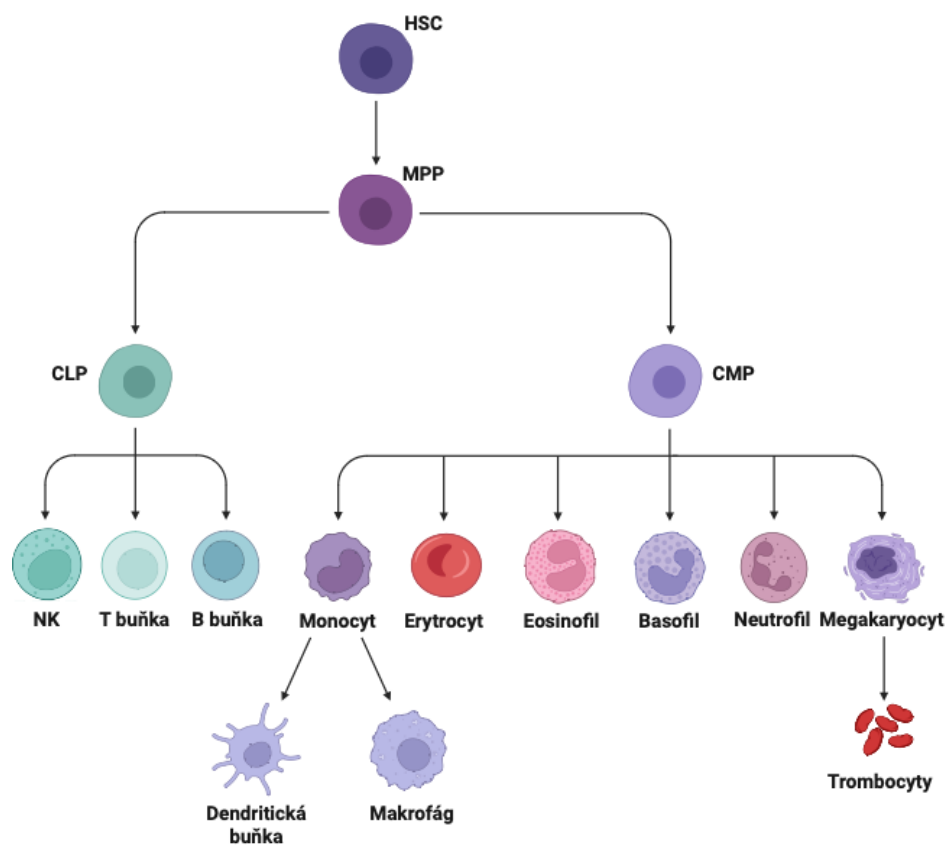 HSC
MPP
CLP
CMP
NK
T buňka
B buňka
Monocyt
Erytrocyt
Eosinofil
Basofil
Neutrofil
Megakaryocyt
Dendritická
buňka
Makrofág
Trombocyty